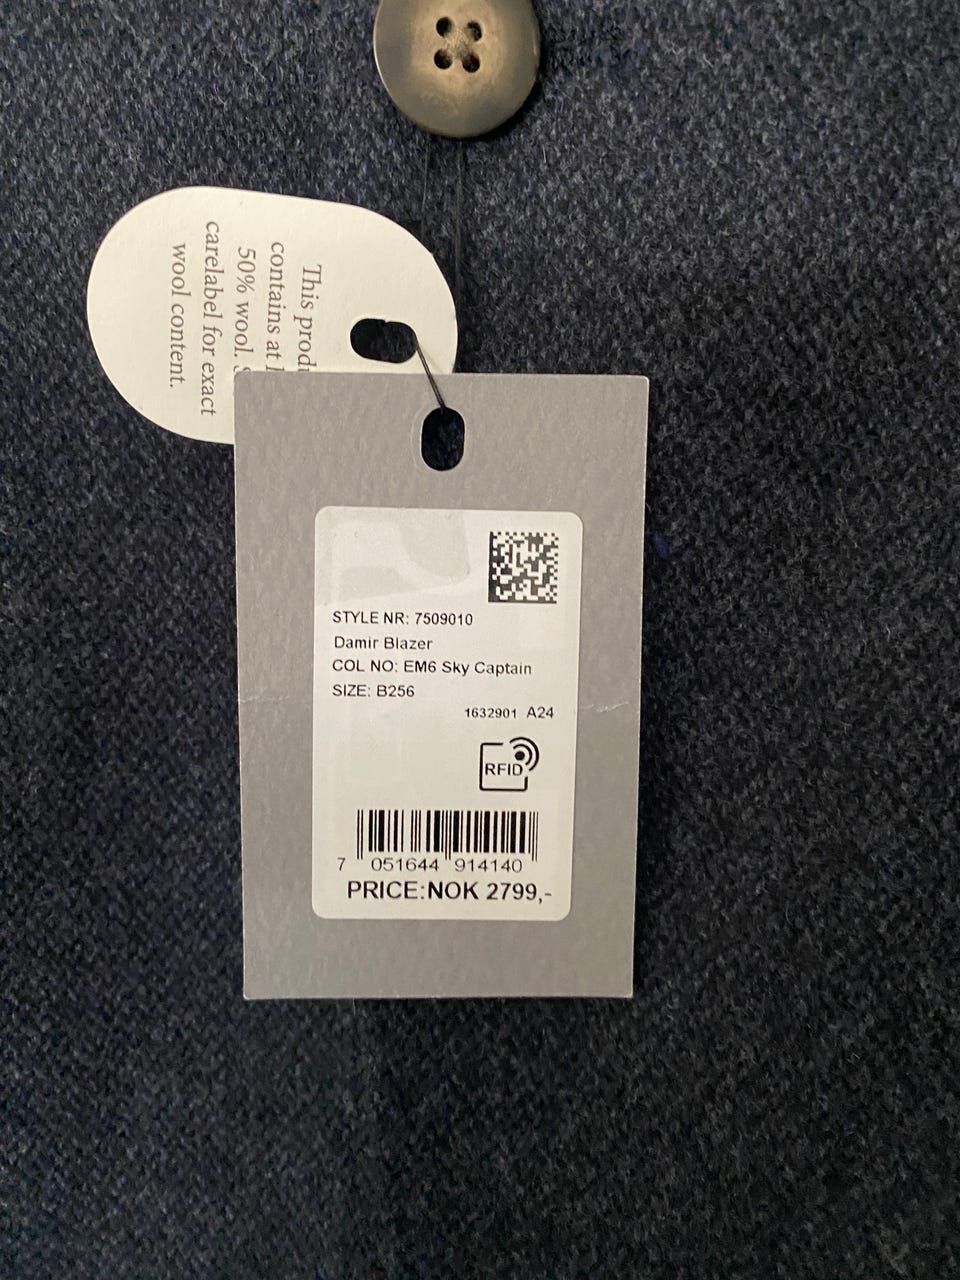 This
contains at
50% wool.
carelabel for exact
wool content.
STYLE NR: 7509010
Damir Blazer
COL NO: EM6 Sky Captain
SIZE: B256
1632901 A24
RFID
7 051644 914140
PRICE:NOK 2799,-